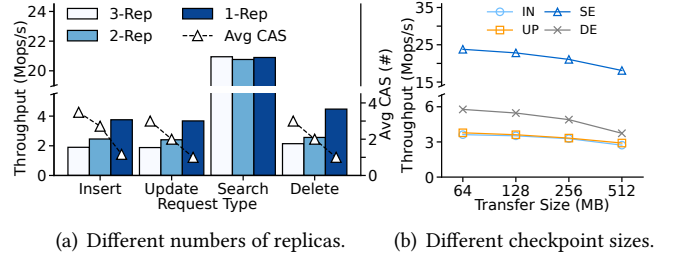 3-Rep
1-Rep
2-Rep
Avg CAS
Throughput (Mops/s)
24
22
20
4
2
0
Avg CAS (#)
4
2
0
Insert
Update
Search
Delete
Request Type
(a) Different numbers of replicas.
IN
SE
UP
DE
Throughput (Mops/s)
35
25
15
6
3
0
64
128
256
512
Transfer Size (MB)
(b) Different checkpoint sizes.